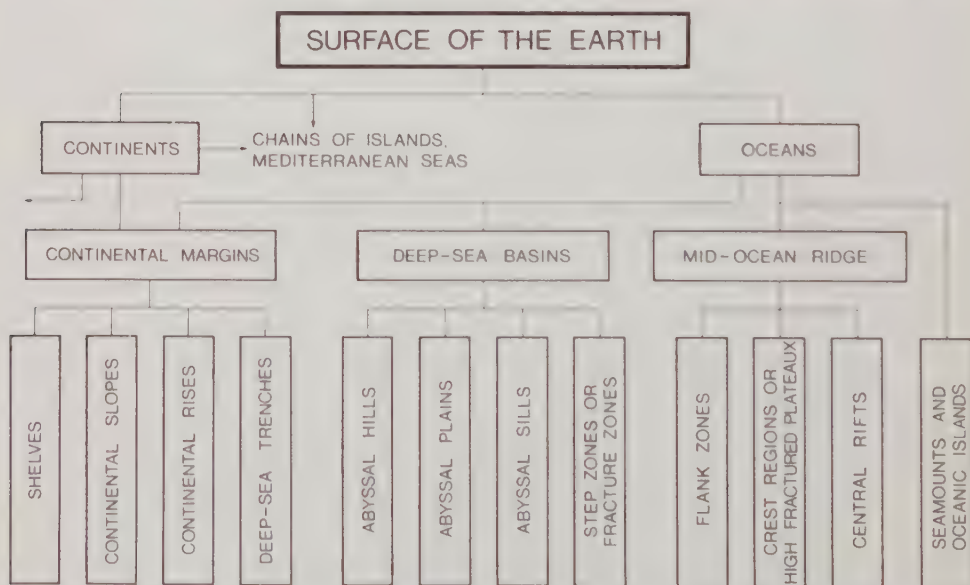 SURFACE OF THE EARTH
CONTINENTS
CHAINS OF ISLANDS,
MEDITERRANEAN SEAS
OCEANS
CONTINENTAL MARGINS
DEEP-SEA BASINS
MID-OCEAN RIDGE
SHELVES
CONTINENTAL SLOPES
CONTINENTAL RISES
DEEP-SEA TRENCHES
ABYSSAL HILLS
ABYSSAL PLAINS
ABYSSAL SILLS
STEP ZONES OR
FRACTURE ZONES
FLANK ZONES
CREST REGIONS OR
HIGH FRACTURED PLATEAUX
CENTRAL RIFTS
SEAMOUNTS AND
OCEANIC ISLANDS